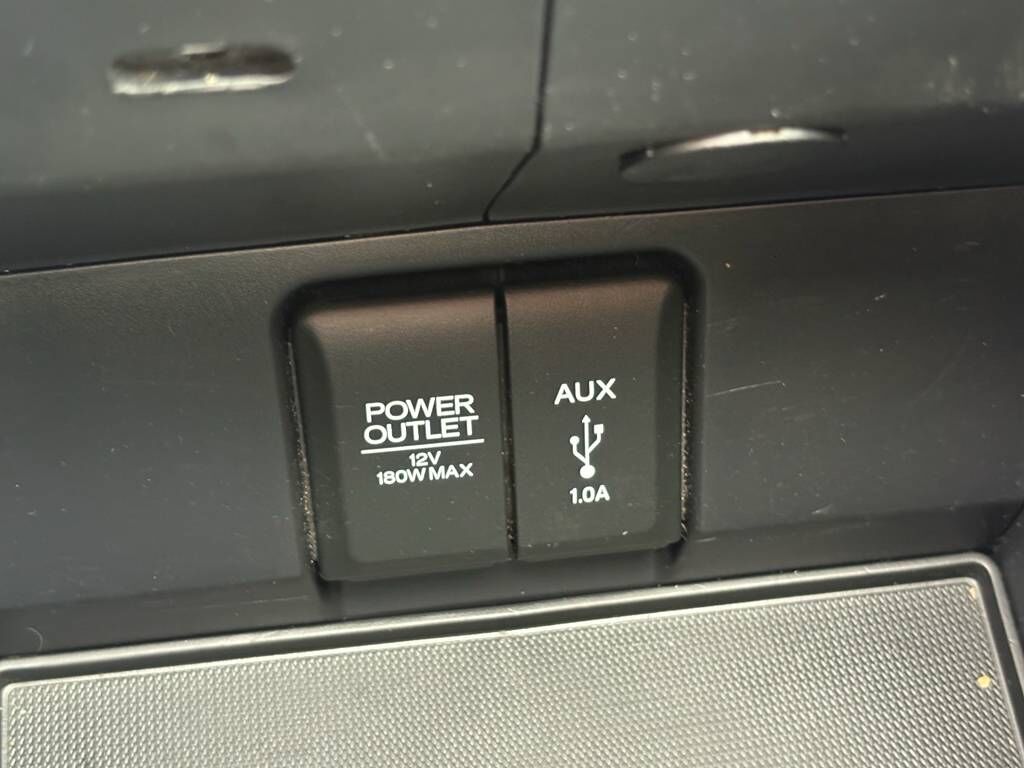 POWER
OUTLET
12V
180W MAX
AUX
1.0A